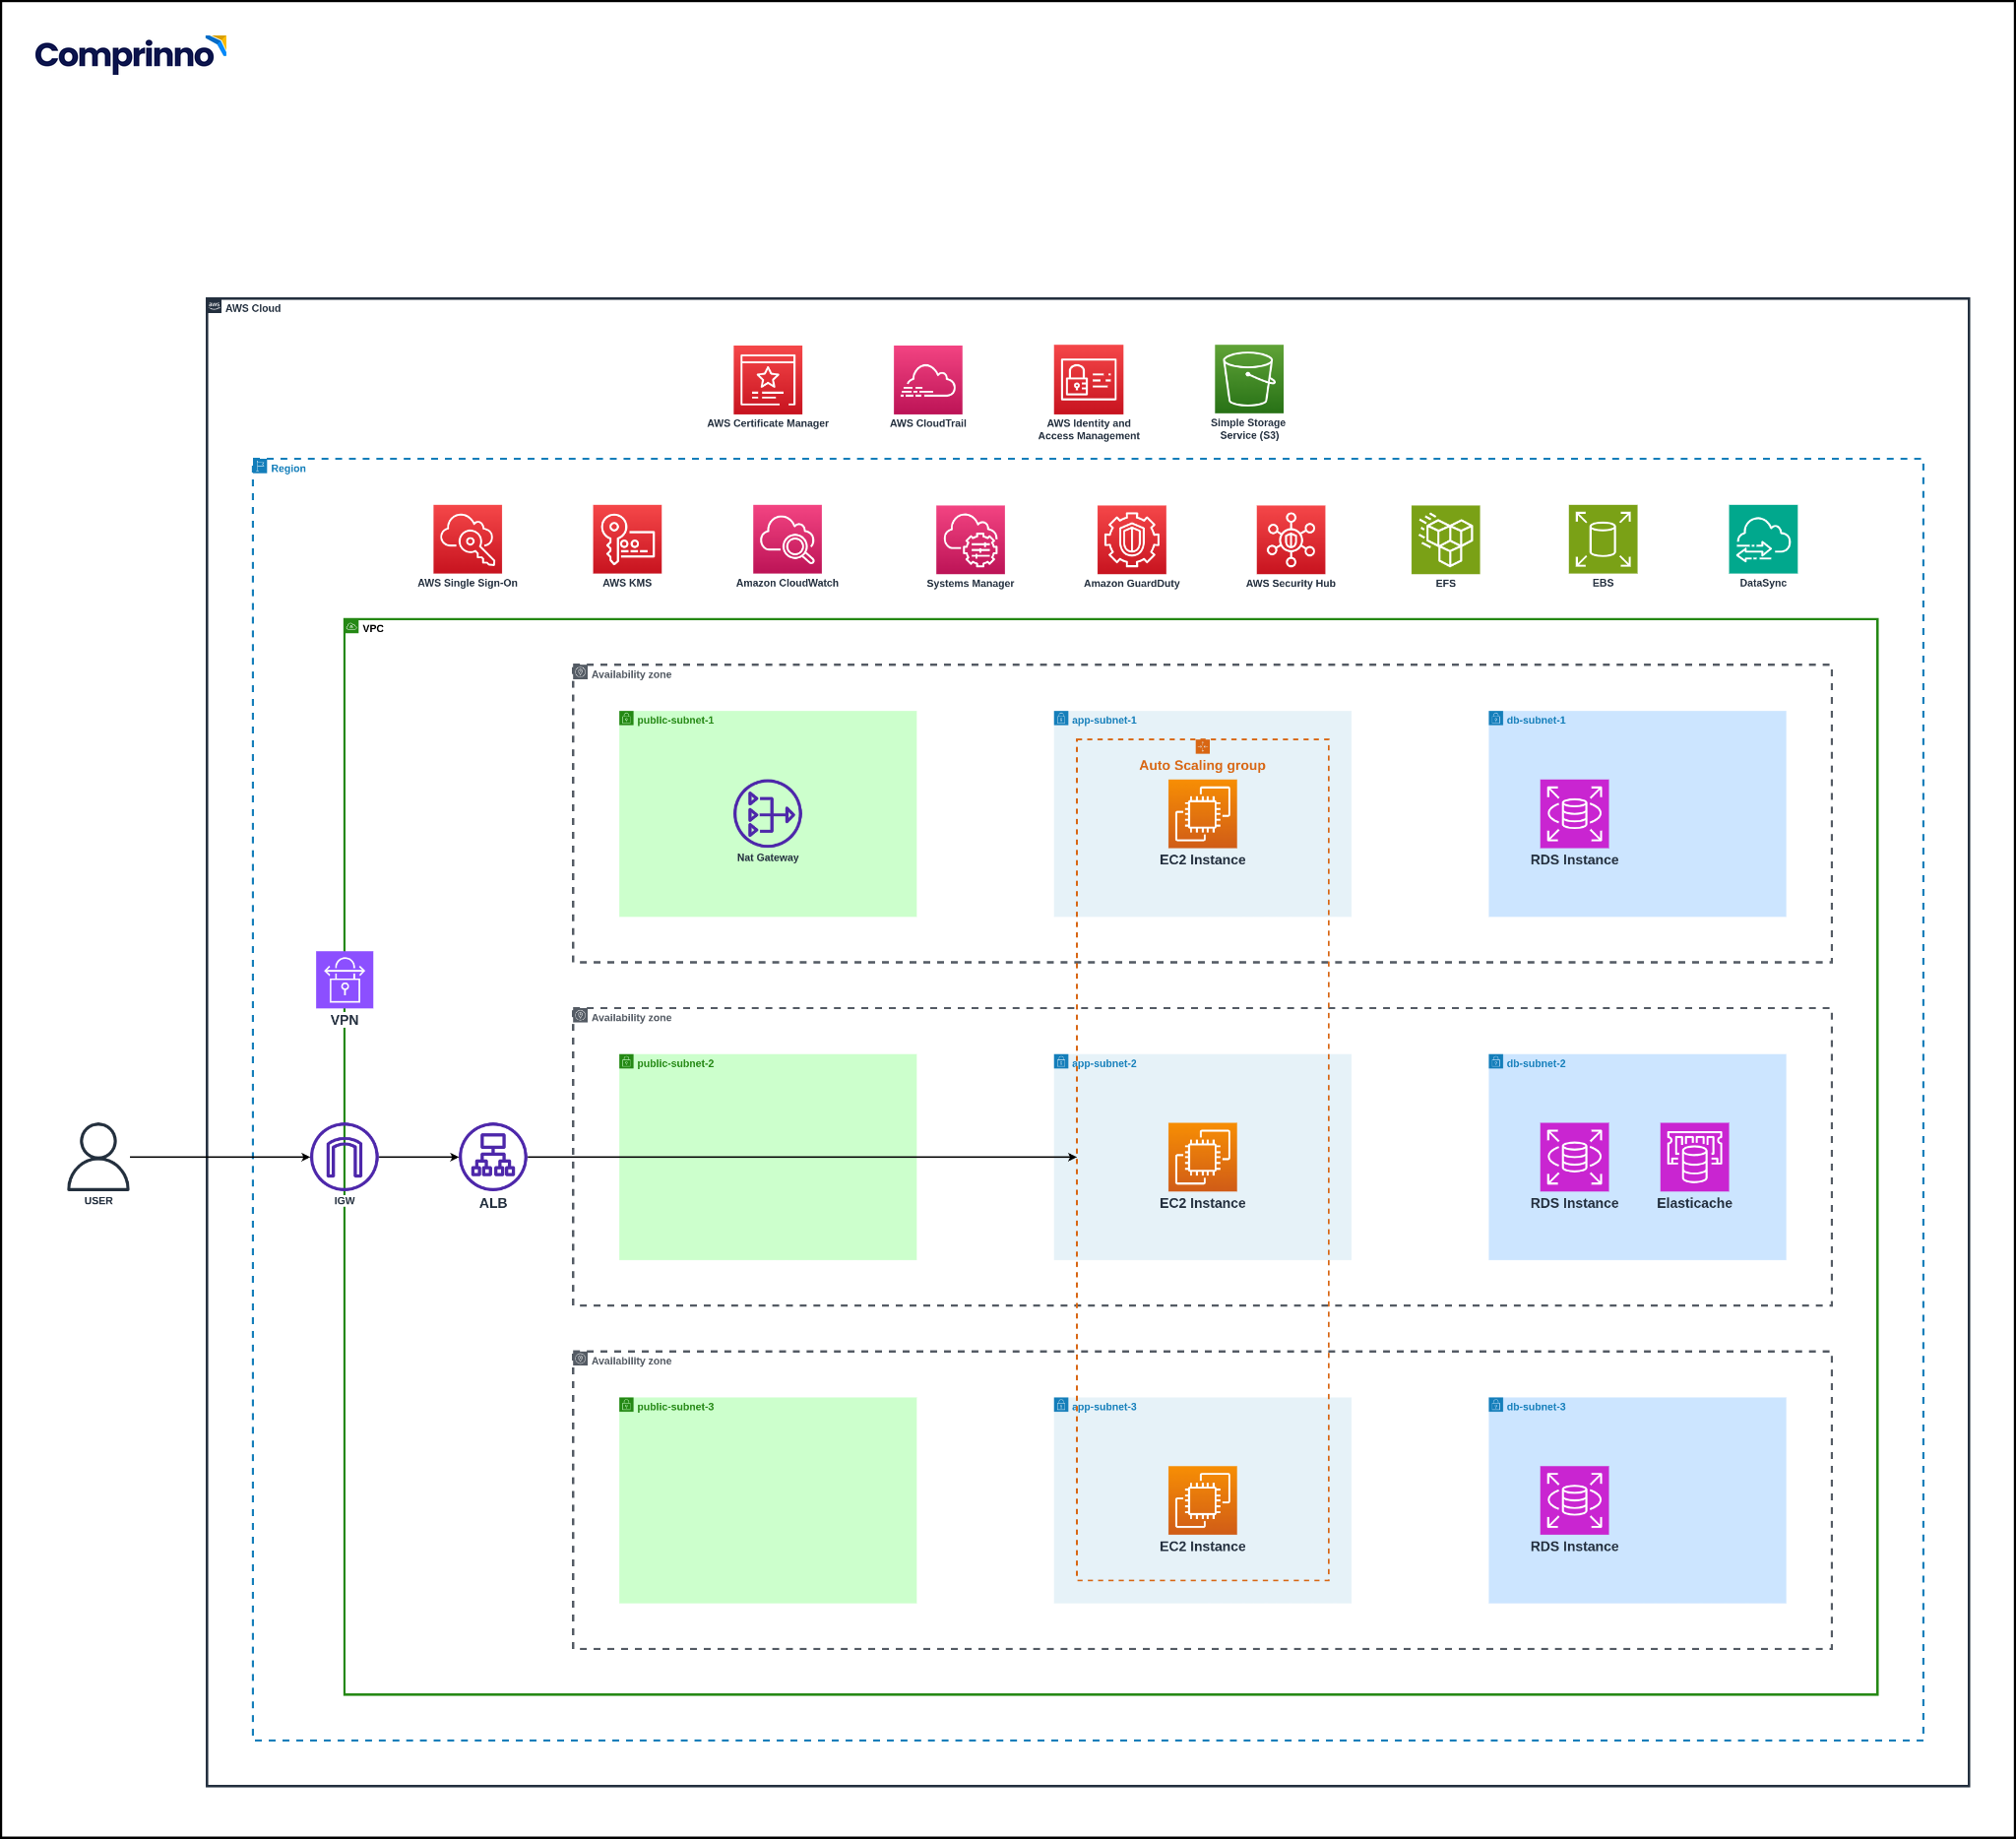 Comprinno
AWS Cloud
AWS Certificate Manager
AWS CloudTrail
AWS Identity and
Access Management
Simple Storage
Service (S3)
Region
AWS Single Sign-On
AWS KMS
Amazon CloudWatch
Systems Manager
Amazon GuardDuty
AWS Security Hub
EFS
EBS
DataSync
VPC
Availability zone
public-subnet-1
app-subnet-1
db-subnet-1
Auto Scaling group
Nat Gateway
EC2 Instance
RDS Instance
VPN
Availability zone
public-subnet-2
app-subnet-2
db-subnet-2
USER
IGW
ALB
EC2 Instance
RDS Instance
Elasticache
Availability zone
public-subnet-3
app-subnet-3
db-subnet-3
EC2 Instance
RDS Instance